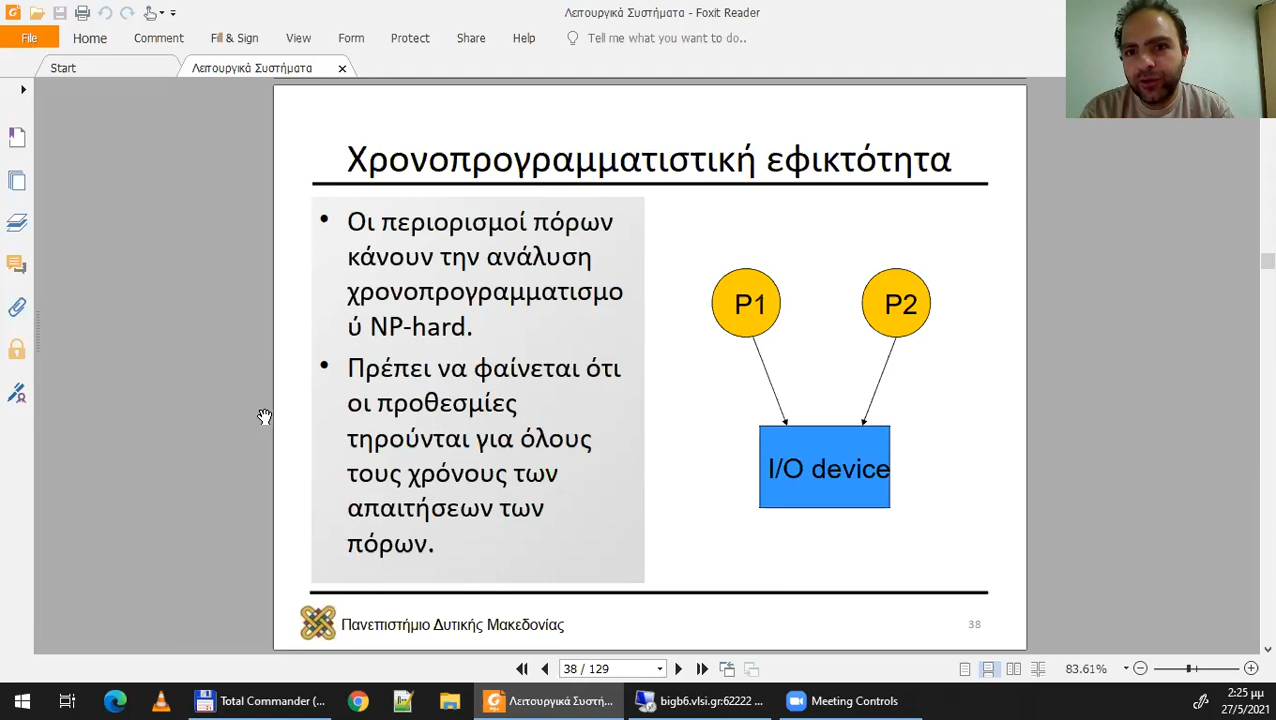 Λειτουργικά Συστήματα - Foxit Reader
File Home Comment Fill & Sign View Form Protect Share Help Tell me what you want to do..
Start Λειτουργικά Συστήματα
Χρονοπρογραμματιστική εφικτότητα
• Οι περιορισμοί πόρων
κάνουν την ανάλυση
χρονοπρογραμματισμο
ύ NP-hard.
• Πρέπει να φαίνεται ότι
οι προθεσμίες
τηρούνται για όλους
τους χρόνους των
απαιτήσεων των
πόρων.
P1 P2
I/O device
Πανεπιστήμιο Δυτικής Μακεδονίας 38
38 / 129 83.61%
Total Commander (... Λειτουργικά Συστή... bigb6.vlsi.gr:62222 ... Meeting Controls 2:25 μμ
27/5/2021